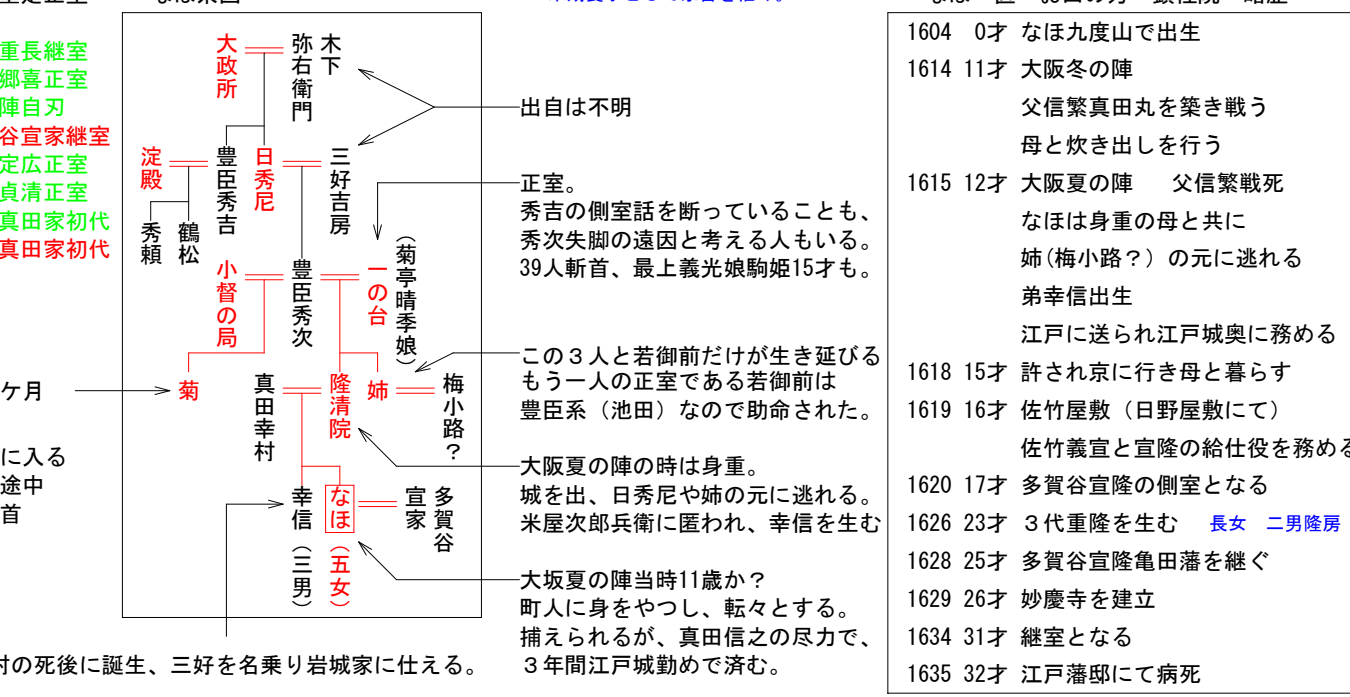 重長継室
郷喜正室
陣自刃
谷宣家継室
定広正室
貞清正室
真田家初代
真田家初代
ケ月
に入る
途中
首
大政所
木下
弥右衛門
淀殿
豊臣秀吉
日秀尼
三好吉房
秀頼
鶴松
小督の局
豊臣秀次
一の台
（菊亭晴季娘）
菊
真田幸村
隆清院
姉
梅小路？
幸信（三男）
なほ（五女）
多賀谷
宣家
村の死後に誕生、三好を名乗り岩城家に仕える。
出自は不明
正室。
秀吉の側室話を断っていることも、
秀次失脚の遠因と考える人もいる。
39人斬首、最上義光娘駒姫15才も。
この３人と若御前だけが生き延びる
もう一人の正室である若御前は
豊臣系（池田）なので助命された。
大阪夏の陣の時は身重。
城を出、日秀尼や姉の元に逃れる。
米屋次郎兵衛に匿われ、幸信を生む
大坂夏の陣当時11歳か？
町人に身をやつし、転々とする。
捕えられるが、真田信之の尽力で、
３年間江戸城勤めで済む。
1604 0才 なほ九度山で出生
1614 11才 大阪冬の陣
父信繁真田丸を築き戦う
母と炊き出しを行う
1615 12才 大阪夏の陣 父信繁戦死
なほは身重の母と共に
姉(梅小路？）の元に逃れる
弟幸信出生
江戸に送られ江戸城奥に務める
1618 15才 許され京に行き母と暮らす
1619 16才 佐竹屋敷（日野屋敷にて）
佐竹義宣と宣隆の給仕役を務める
1620 17才 多賀谷宣隆の側室となる
1626 23才 ３代重隆を生む 長女 二男隆房
1628 25才 多賀谷宣隆亀田藩を継ぐ
1629 26才 妙慶寺を建立
1634 31才 継室となる
1635 32才 江戸藩邸にて病死